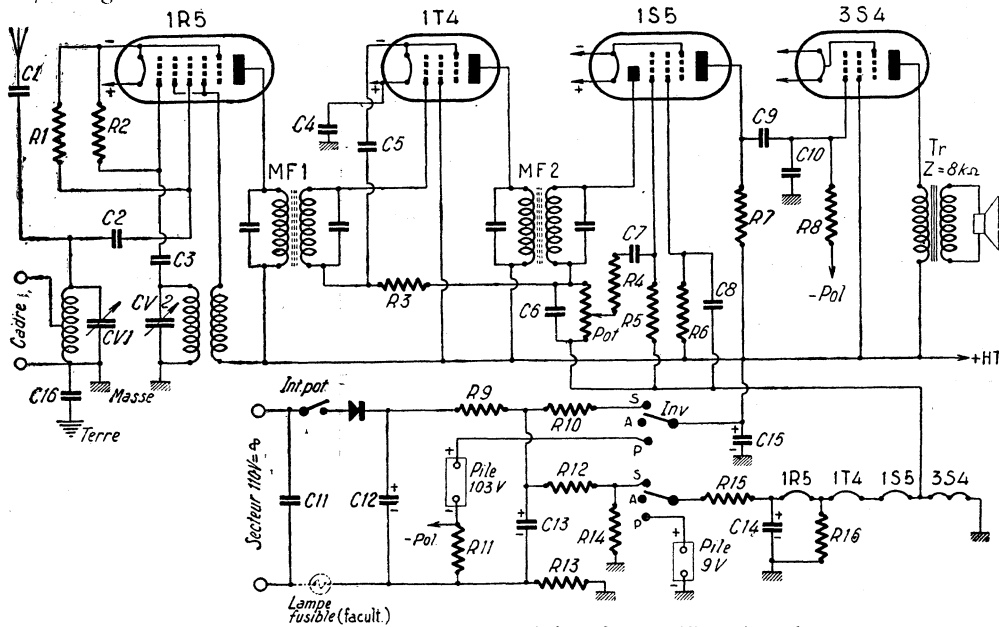 1R5
1T4
1S5
3S4
C1
R1
R2
-
+
C4
C5
-
+
-
+
C9
C10
Tr
Z = 8kΩ
MF1
MF2
C2
C3
R3
C6
C7
R4
Pot
R5
R6
C8
R7
R8
-Pol
Cadre
CV1
CV2
+HT
C16
Masse
Terre
Int.pot
R9
R10
S
A
P
Inv
+
-
C15
Secteur 110V=
C11
C12
+
-
+
Pile
103V
-
-Pol.
R11
R12
+
C13
-
R14
S
A
P
R15
+
Pile
9V
-
1R5
1T4
1S5
3S4
+
C14
-
R16
R13
Lampe
fusible (facult.)